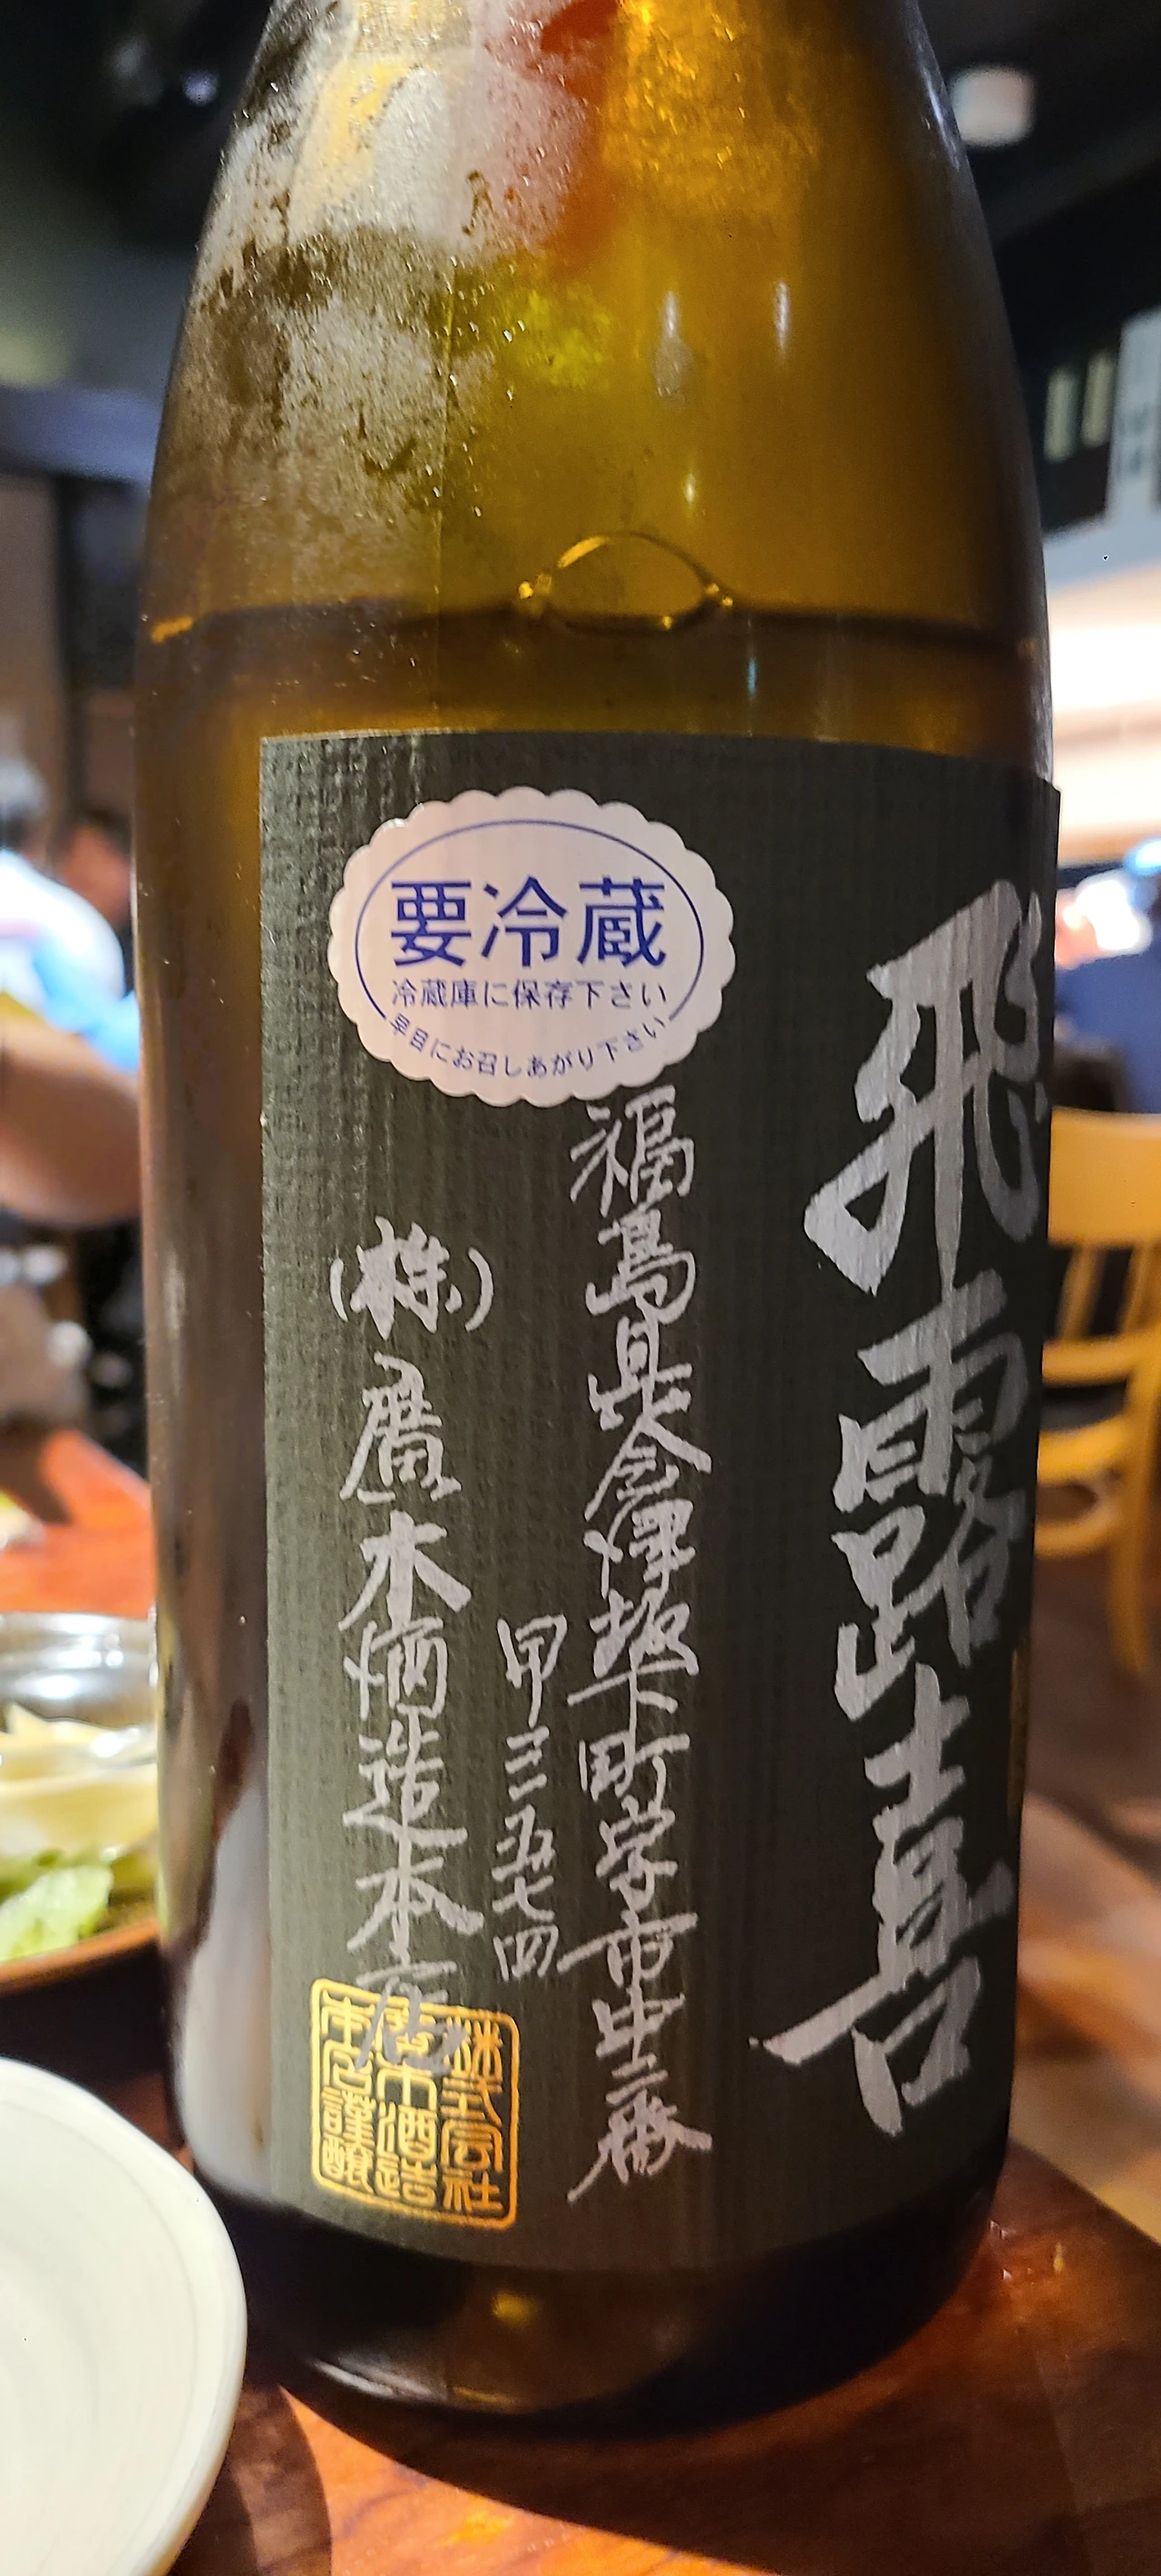 飛露喜
要冷蔵
冷蔵庫に保存下さい
早目にお召しあがり下さい
福島県会津坂下町字市中二番
甲三五七四
(株)廣木酒造本店
株式会社
廣木酒造
本店謹醸